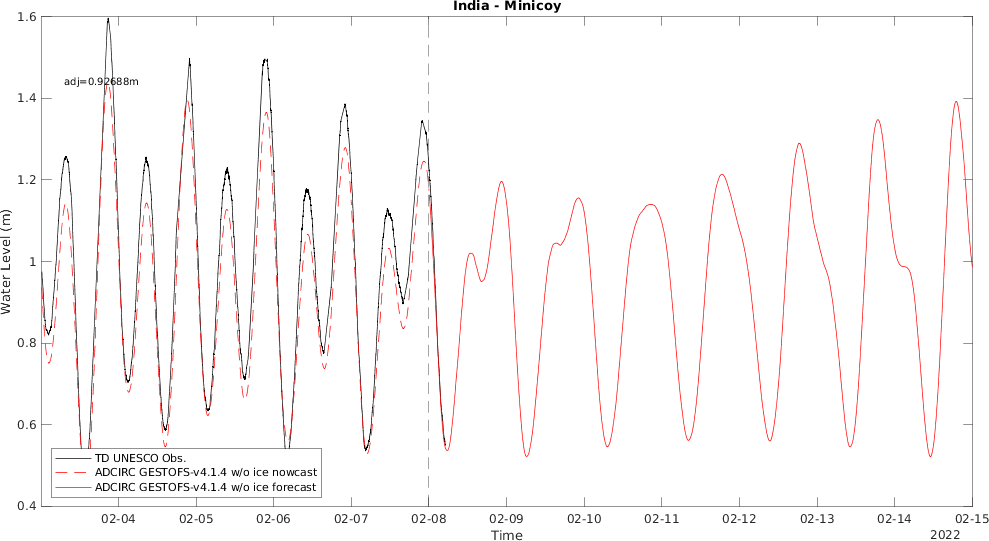 India - Minicoy
Water Level (m)
1.6
1.4
1.2
1
0.8
0.6
0.4
adj=0.92688m
TD UNESCO Obs.
ADCIRC GESTOFS-v4.1.4 w/o ice nowcast
ADCIRC GESTOFS-v4.1.4 w/o ice forecast
02-04 02-05 02-06 02-07 02-08 02-09 02-10 02-11 02-12 02-13 02-14 02-15
Time
2022